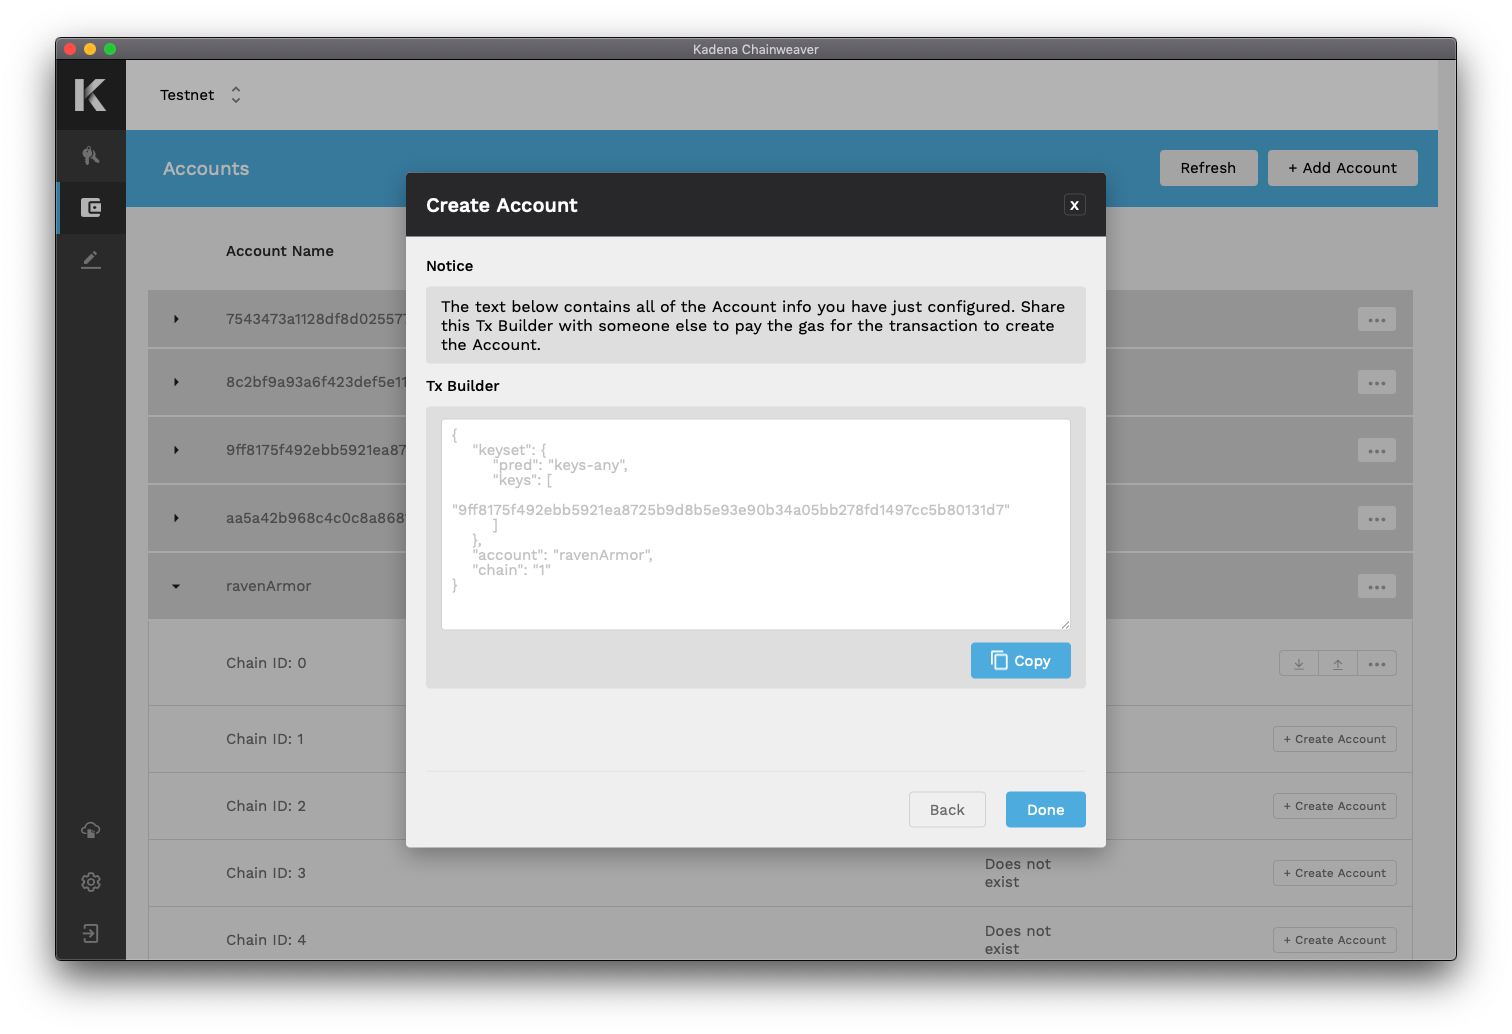 Kadena Chainweaver
Testnet
Accounts
Refresh
+ Add Account
Account Name
7543473a1128df8d02557
8c2bf9a93a6f423def5e11
9ff8175f492ebb5921ea87
aa5a42b968c4c0c8a868
ravenArmor
Chain ID: 0
Chain ID: 1
+ Create Account
Chain ID: 2
+ Create Account
Chain ID: 3
Does not
exist
+ Create Account
Chain ID: 4
Does not
exist
+ Create Account
Create Account
X
Notice
The text below contains all of the Account info you have just configured. Share
this Tx Builder with someone else to pay the gas for the transaction to create
the Account.
Tx Builder
{
"keyset": {
"pred": "keys-any",
"keys": [
"9ff8175f492ebb5921ea8725b9d8b5e93e90b34a05bb278fd1497cc5b80131d7"
]
},
"account": "ravenArmor",
"chain": "1"
}
Copy
Back
Done